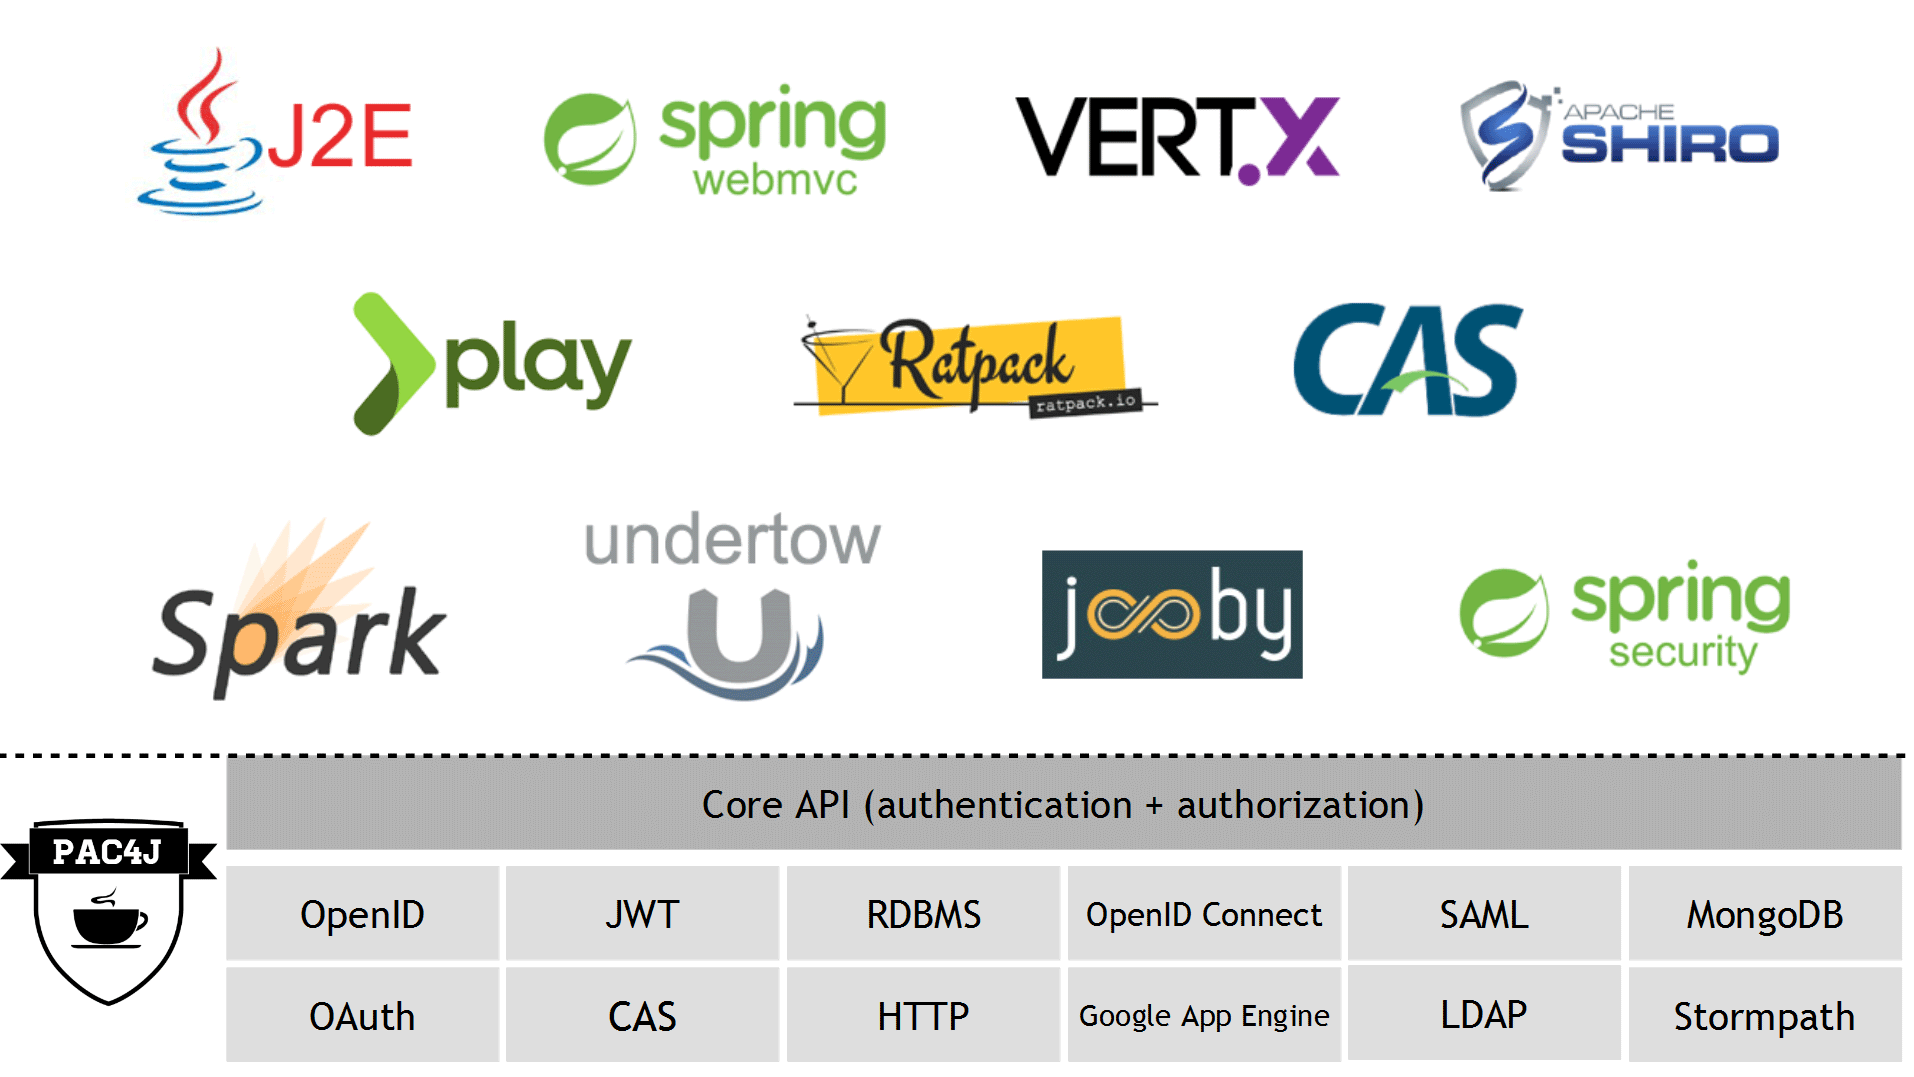 J2E
spring
webmvc
VERT.X
APACHE
SHIRO
play
Ratpack
ratpack.io
CAS
Spark
undertow
U
jooby
spring
security
Core API (authentication + authorization)
PAC4J
OpenID
JWT
RDBMS
OpenID Connect
SAML
MongoDB
OAuth
CAS
HTTP
Google App Engine
LDAP
Stormpath